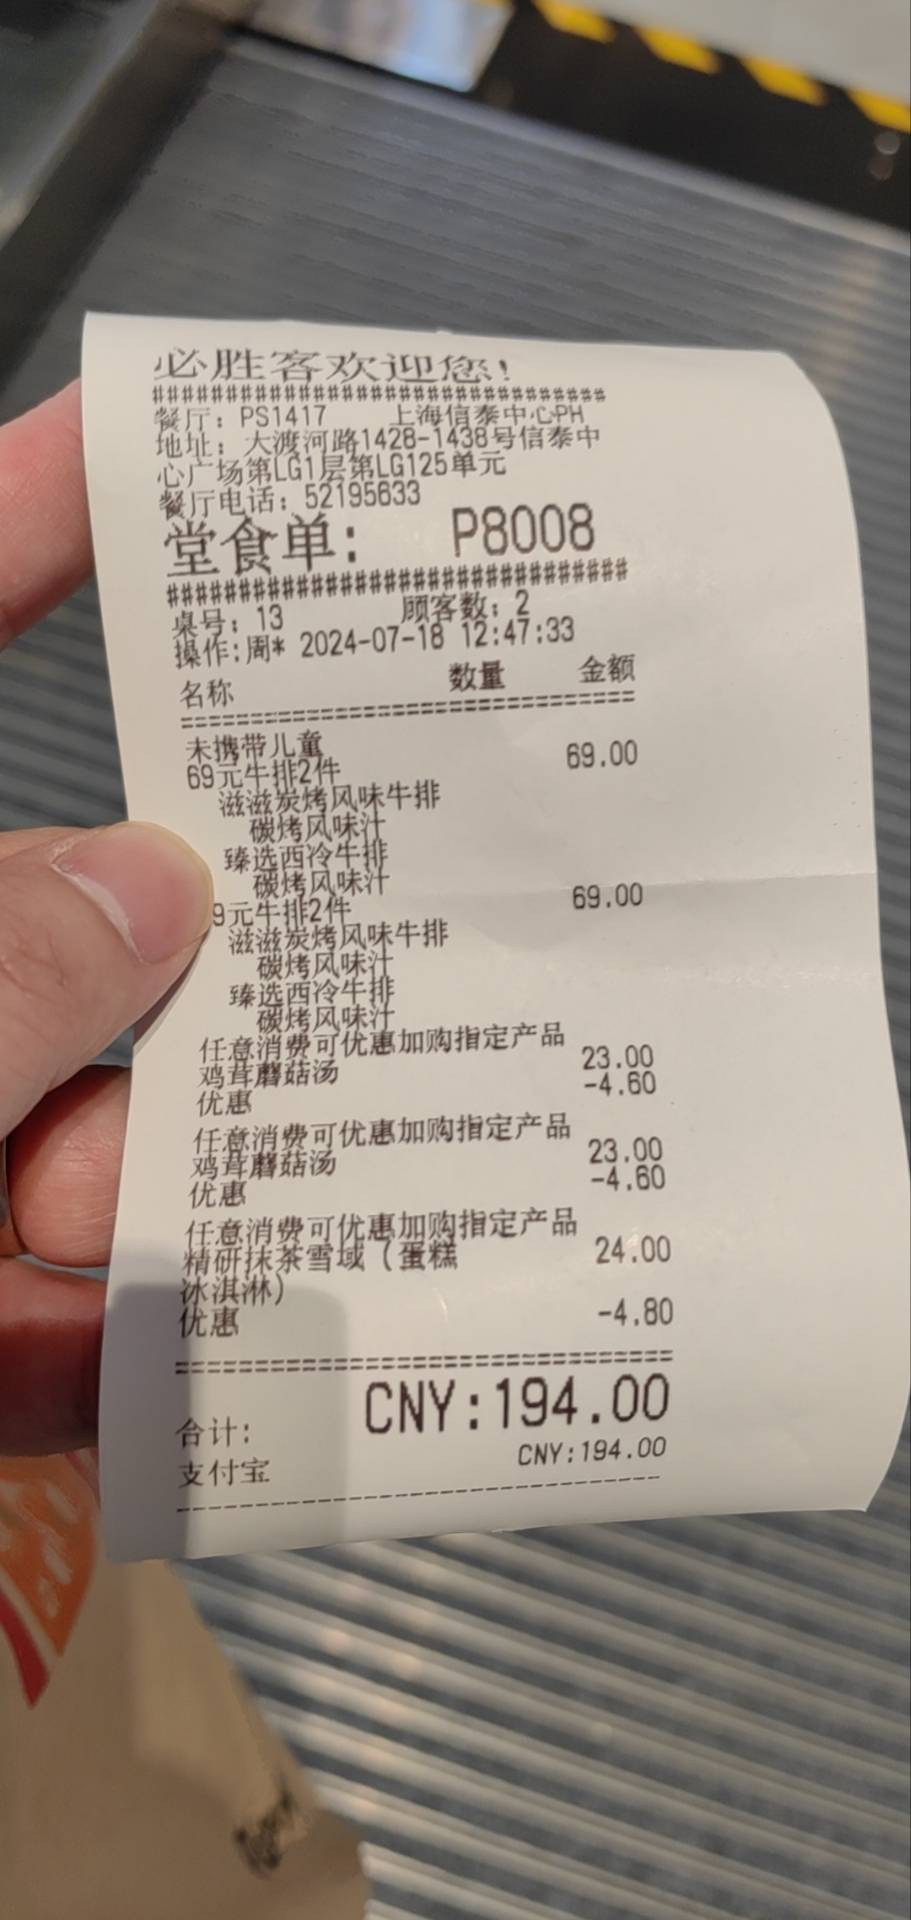 必胜客欢迎您!
###############################
餐厅: PS1417 上海信泰中心PH
地址: 大渡河路1428-1438号信泰中
心广场第LG1层第LG125单元
餐厅电话: 52195633
堂食单: P8008
################################
桌号: 13 顾客数: 2
操作:周* 2024-07-18 12:47:33
名称 数量 金额
================================
未携带儿童
69元牛排2件 69.00
滋滋炭烤风味牛排
碳烤风味汁
臻选西冷牛排
碳烤风味汁
9元牛排2件 69.00
滋滋炭烤风味牛排
碳烤风味汁
臻选西冷牛排
碳烤风味汁
任意消费可优惠加购指定产品
鸡茸蘑菇汤 23.00
优惠 -4.60
任意消费可优惠加购指定产品
鸡茸蘑菇汤 23.00
优惠 -4.60
任意消费可优惠加购指定产品
精研抹茶雪域(蛋糕 24.00
冰淇淋)
优惠 -4.80
================================
合计: CNY:194.00
支付宝 CNY:194.00
--------------------------------